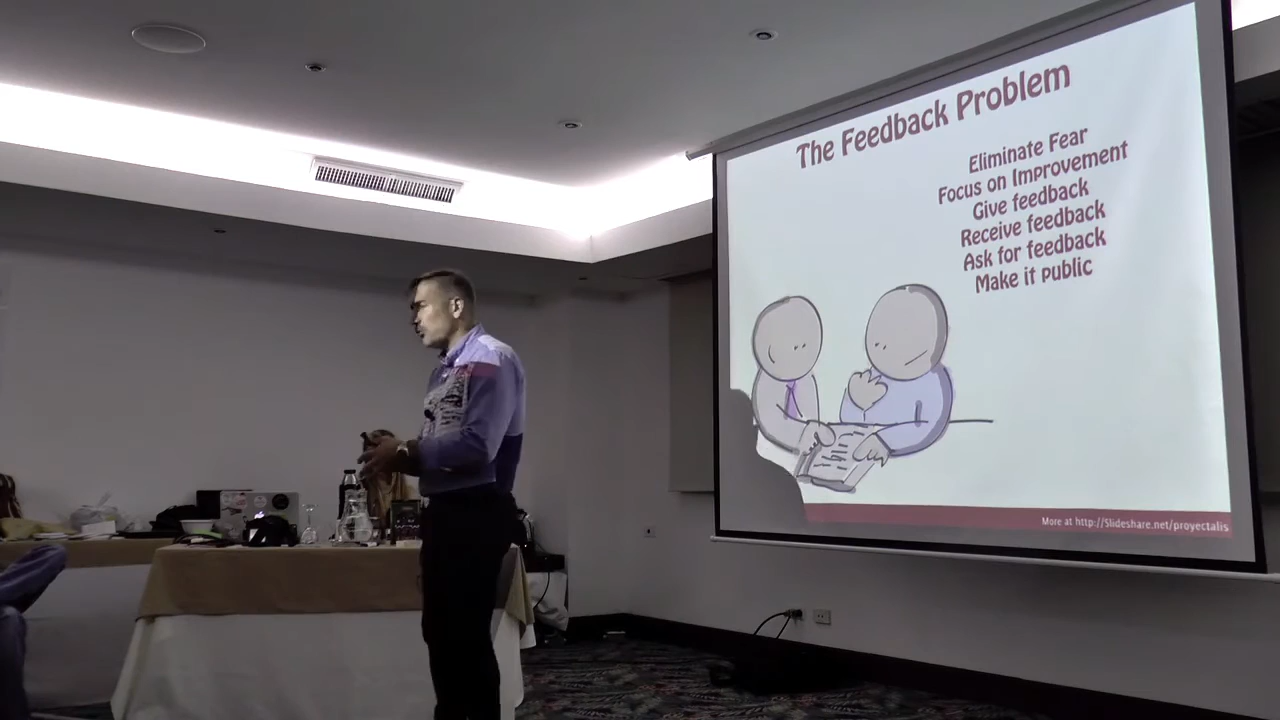 The Feedback Problem
Eliminate Fear
Focus on Improvement
Give feedback
Receive feedback
Ask for feedback
Make it public
More at http://Slideshare.net/proyectalis